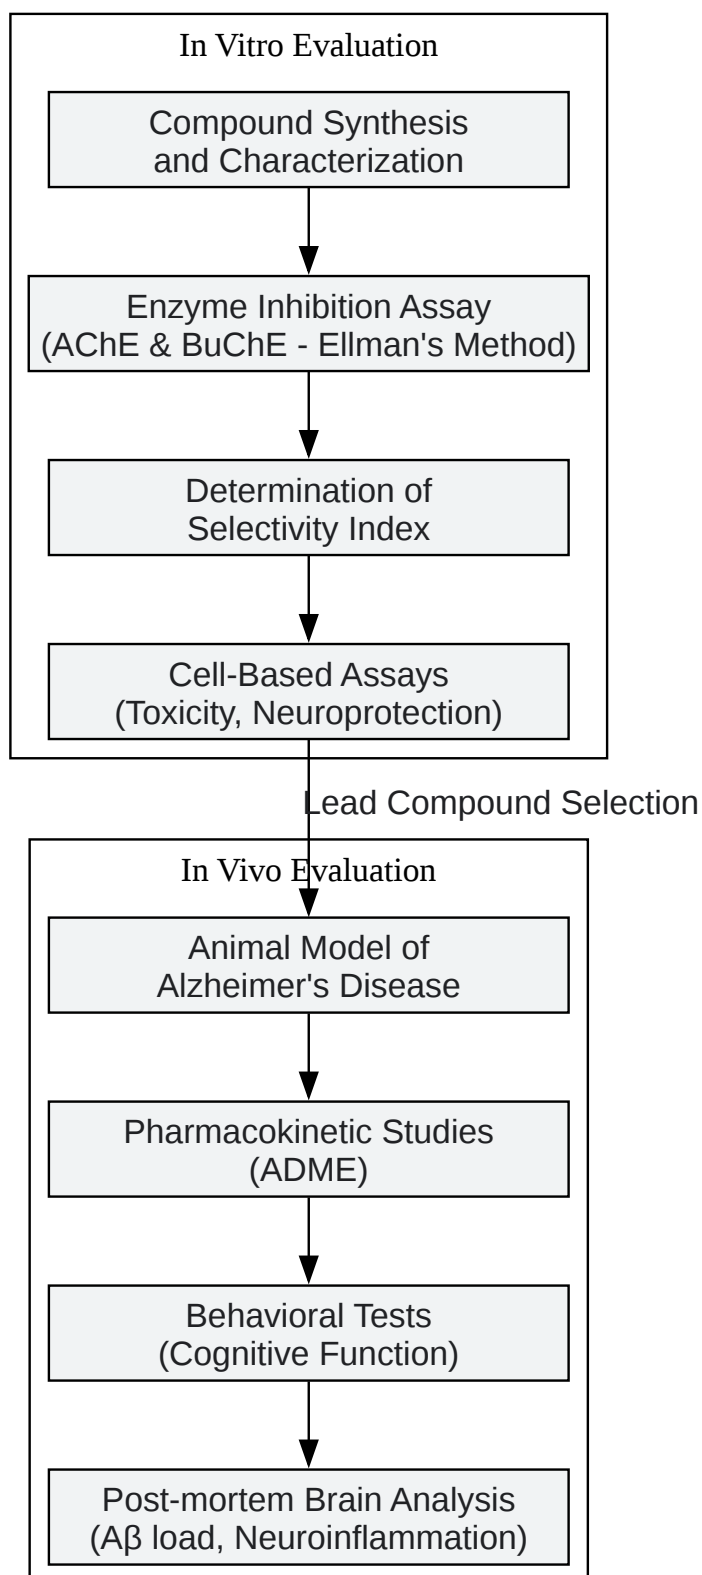 In Vitro Evaluation
Compound Synthesis
and Characterization
Enzyme Inhibition Assay
(AChE & BuChE - Ellman's Method)
Determination of
Selectivity Index
Cell-Based Assays
(Toxicity, Neuroprotection)
Lead Compound Selection
In Vivo Evaluation
Animal Model of
Alzheimer's Disease
Pharmacokinetic Studies
(ADME)
Behavioral Tests
(Cognitive Function)
Post-mortem Brain Analysis
(Aβ load, Neuroinflammation)